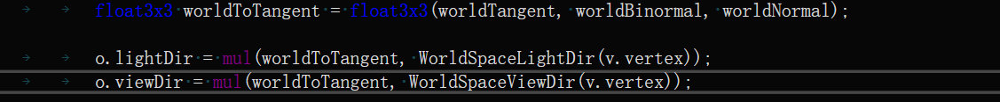 float3x3 worldToTangent = float3x3(worldTangent, worldBinormal, worldNormal);
o.lightDir = mul(worldToTangent, WorldSpaceLightDir(v.vertex));
o.viewDir = mul(worldToTangent, WorldSpaceViewDir(v.vertex));